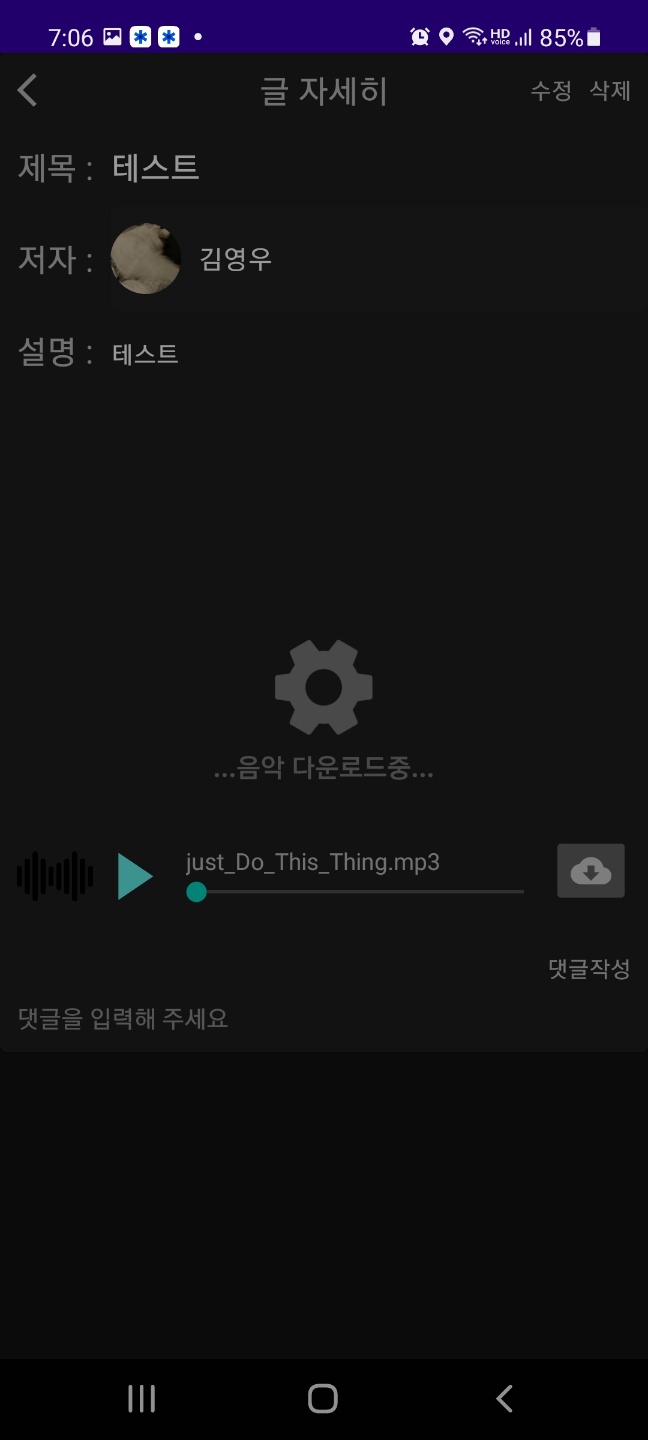 7:06 HD voice 85%
글 자세히 수정 삭제
제목 : 테스트
저자 : 김영우
설명 : 테스트
...음악 다운로드중...
just_Do_This_Thing.mp3
댓글작성
댓글을 입력해 주세요